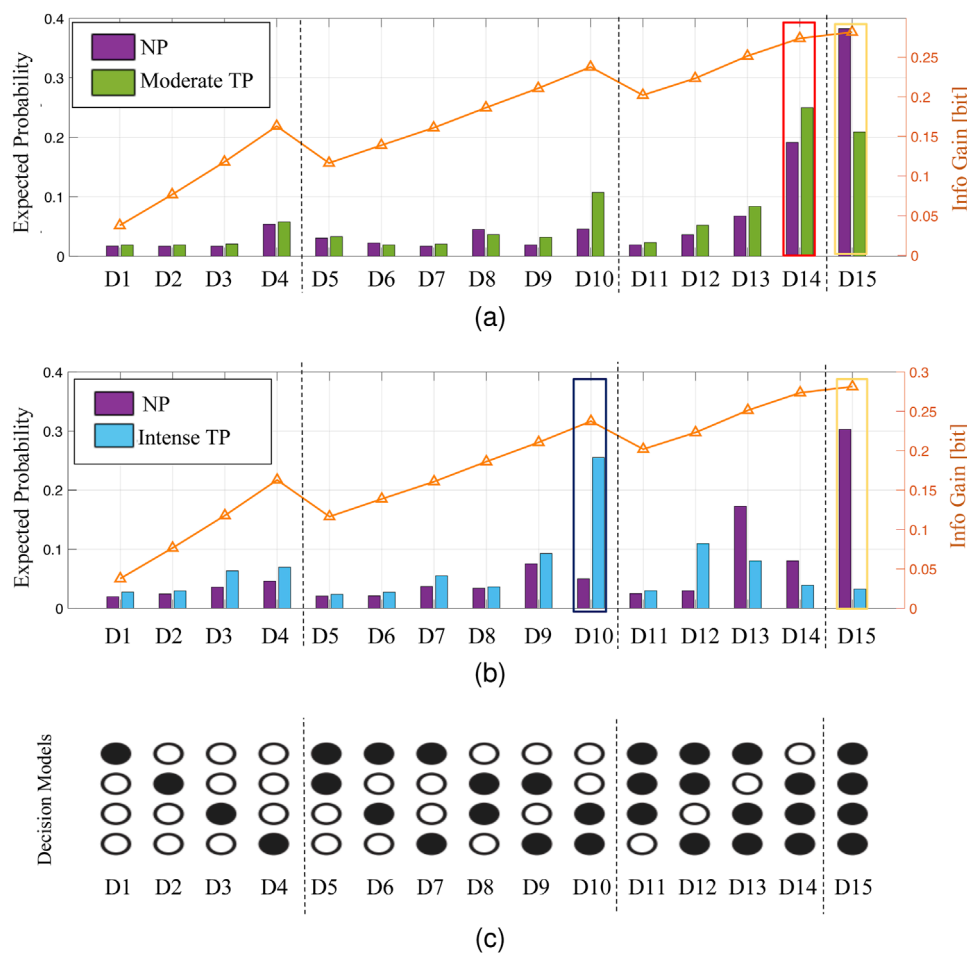 NP
Moderate TP
Expected Probability
0.4
0.3
0.2
0.1
0
0.25
0.2
0.15
0.1
0.05
0
Info Gain [bit]
D1 D2 D3 D4 D5 D6 D7 D8 D9 D10 D11 D12 D13 D14 D15
(a)
NP
Intense TP
Expected Probability
0.4
0.3
0.2
0.1
0
0.3
0.25
0.2
0.15
0.1
0.05
0
Info Gain [bit]
D1 D2 D3 D4 D5 D6 D7 D8 D9 D10 D11 D12 D13 D14 D15
(b)
Decision Models
D1 D2 D3 D4 D5 D6 D7 D8 D9 D10 D11 D12 D13 D14 D15
(c)